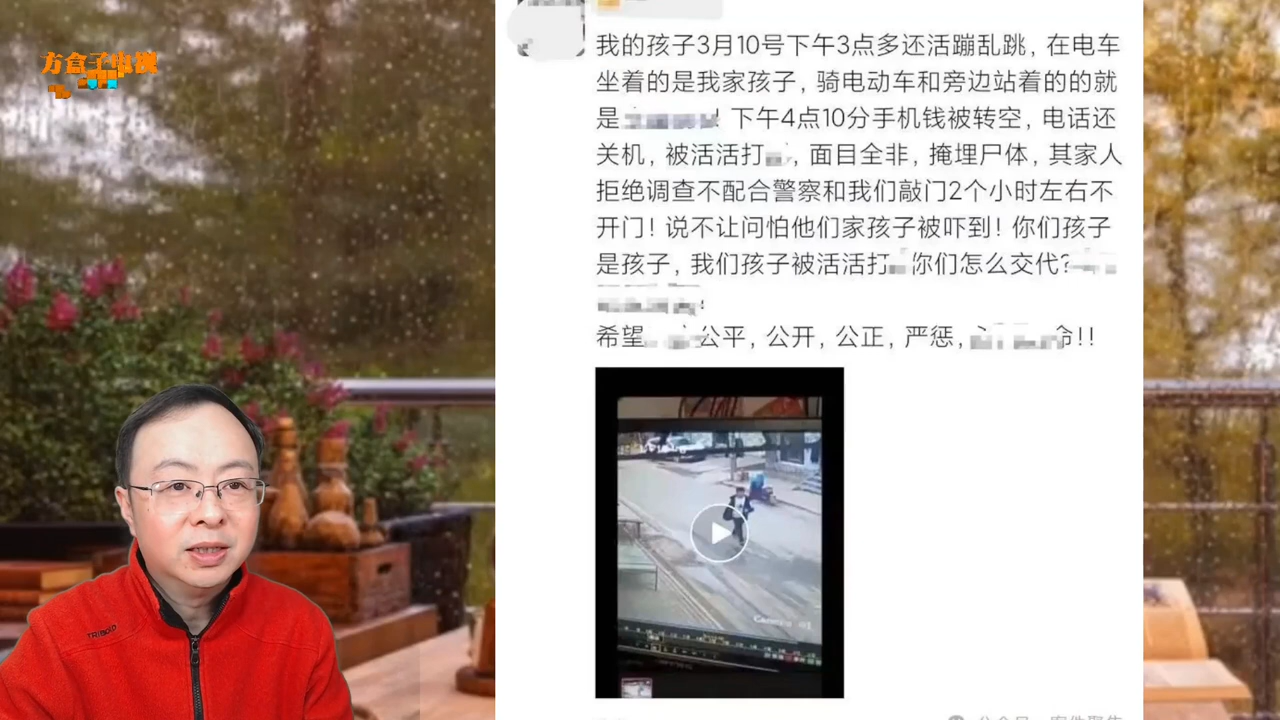 方盒子电视
我的孩子3月10号下午3点多还活蹦乱跳，在电车
坐着的是我家孩子，骑电动车和旁边站着的的就
是！下午4点10分手机钱被转空，电话还
关机，被活活打，面目全非，掩埋尸体，其家人
拒绝调查不配合警察和我们敲门2个小时左右不
开门！说不让问怕他们家孩子被吓到！你们孩子
是孩子，我们孩子被活活打你们怎么交代？
！
希望公平，公开，公正，严惩，命！！
Camera 01
TRIBOLD